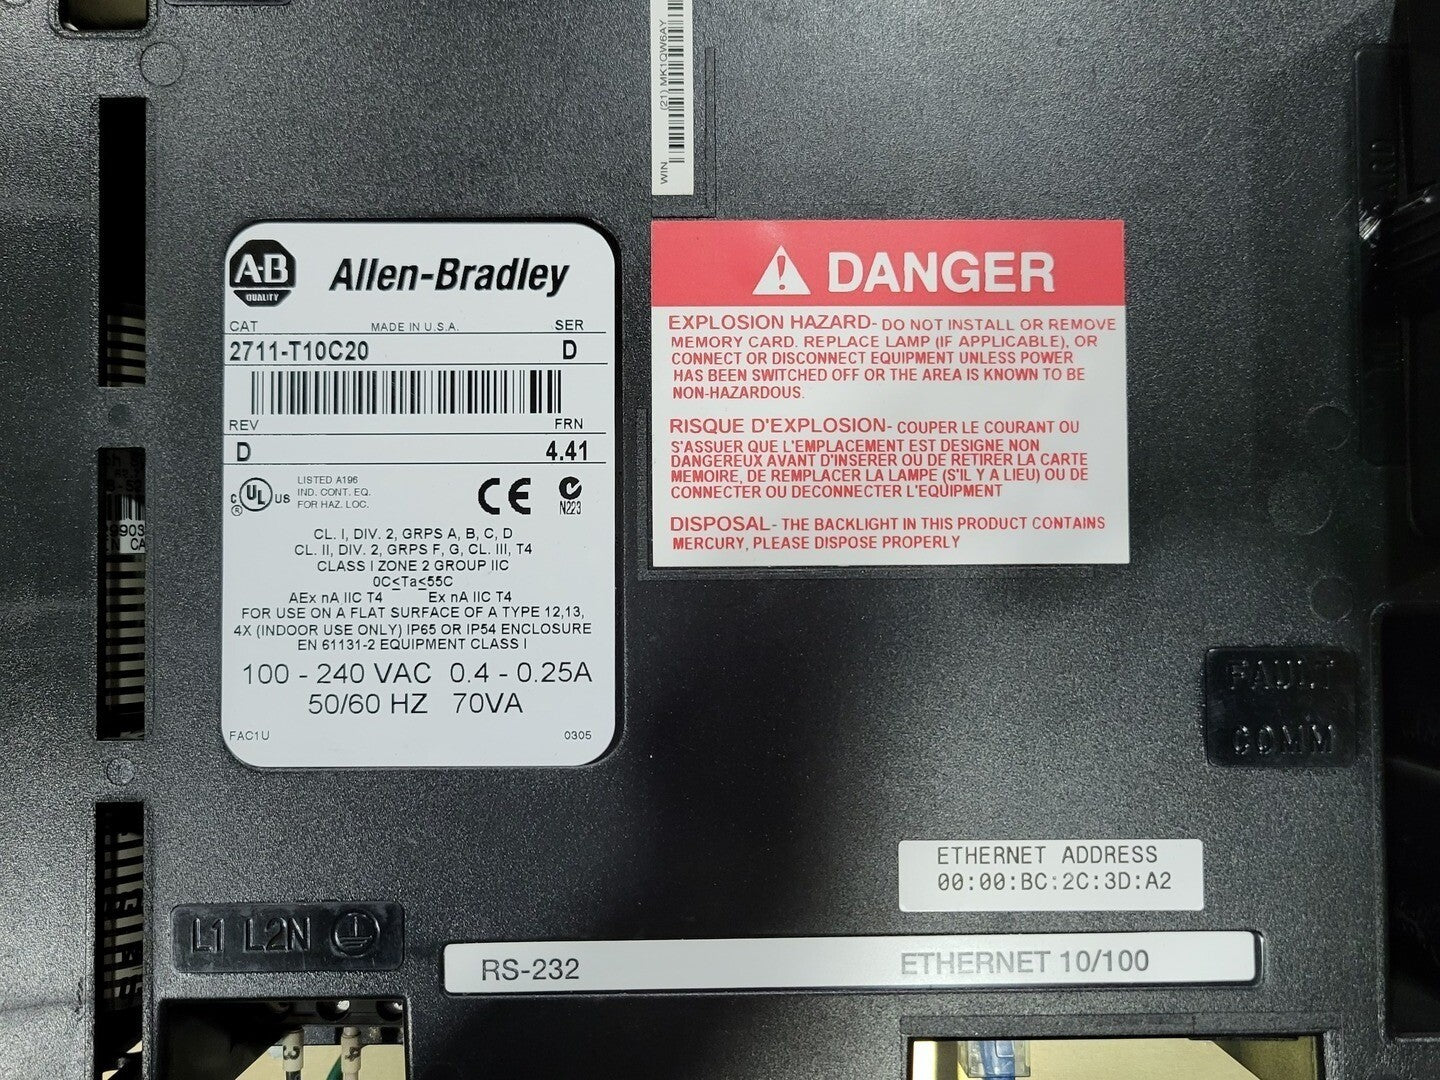 WIN (21) MK1QW6AY
A-B
QUALITY
Allen-Bradley
CAT MADE IN U.S.A. SER
2711-T10C20 D
REV FRN
D 4.41
C UL US
R
LISTED A196
IND. CONT. EQ.
FOR HAZ. LOC.
CE
N223
CL. I, DIV. 2, GRPS A, B, C, D
CL. II, DIV. 2, GRPS F, G, CL. III, T4
CLASS I ZONE 2 GROUP IIC
0C≤Ta≤55C
AEx nA IIC T4 Ex nA IIC T4
FOR USE ON A FLAT SURFACE OF A TYPE 12,13,
4X (INDOOR USE ONLY) IP65 OR IP54 ENCLOSURE
EN 61131-2 EQUIPMENT CLASS I
100 - 240 VAC 0.4 - 0.25A
50/60 HZ 70VA
FAC1U 0305
DANGER
EXPLOSION HAZARD- DO NOT INSTALL OR REMOVE
MEMORY CARD. REPLACE LAMP (IF APPLICABLE), OR
CONNECT OR DISCONNECT EQUIPMENT UNLESS POWER
HAS BEEN SWITCHED OFF OR THE AREA IS KNOWN TO BE
NON-HAZARDOUS.
RISQUE D'EXPLOSION- COUPER LE COURANT OU
S'ASSUER QUE L'EMPLACEMENT EST DESIGNE NON
DANGEREUX AVANT D'INSERER OU DE RETIRER LA CARTE
MEMOIRE, DE REMPLACER LA LAMPE (S'IL Y A LIEU) OU DE
CONNECTER OU DECONNECTER L'EQUIPMENT
DISPOSAL- THE BACKLIGHT IN THIS PRODUCT CONTAINS
MERCURY, PLEASE DISPOSE PROPERLY
FAULT
COMM
ETHERNET ADDRESS
00:00:BC:2C:3D:A2
L1 L2N
RS-232 ETHERNET 10/100
3 4